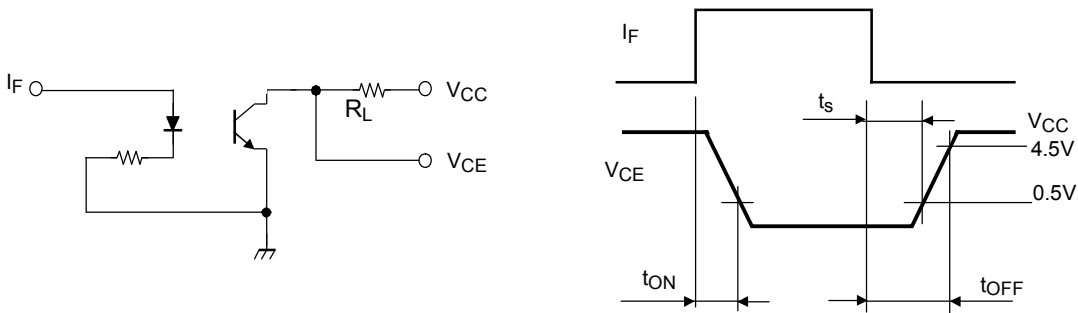 IF
RL
VCC
VCE
IF
tS
VCC
4.5V
VCE
0.5V
tON
tOFF